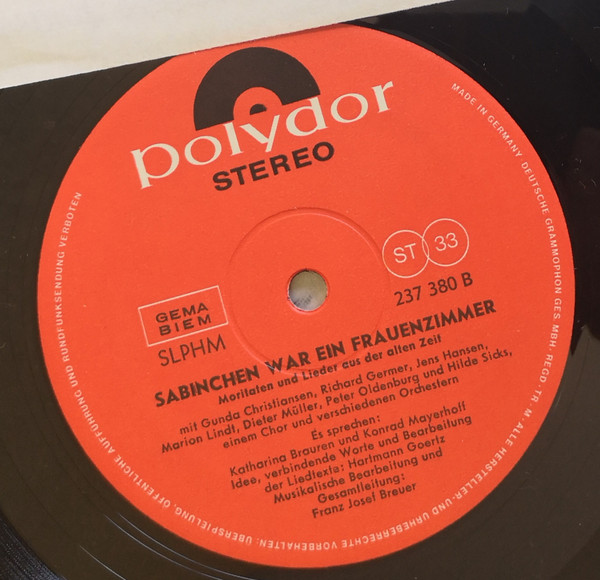 polydor
STEREO
ST 33
237 380 B
GEMA
BIEM
SLPHM
SABINCHEN WAR EIN FRAUENZIMMER
Moritaten und Lieder aus der alten Zeit
mit Gunda Christiansen, Richard Germer, Jens Hansen,
Marion Lindt, Dieter Müller, Peter Oldenburg und Hilde Sicks,
einem Chor und verschiedenen Orchestern
Es sprechen:
Katharina Brauren und Konrad Mayerhoff
Idee, verbindende Worte und Bearbeitung
der Liedtexte: Hartmann Goertz
Musikalische Bearbeitung und
Gesamtleitung:
Franz Josef Breuer
MADE IN GERMANY. DEUTSCHE GRAMMOPHON GES. MBH. REGD. TR. M. ALLE HERSTELLER- UND URHEBERRECHTE VORBEHALTEN: ÜBERSPIELUNG, ÖFFENTLICHE AUFFÜHRUNG UND RUNDFUNKSENDUNG VERBOTEN